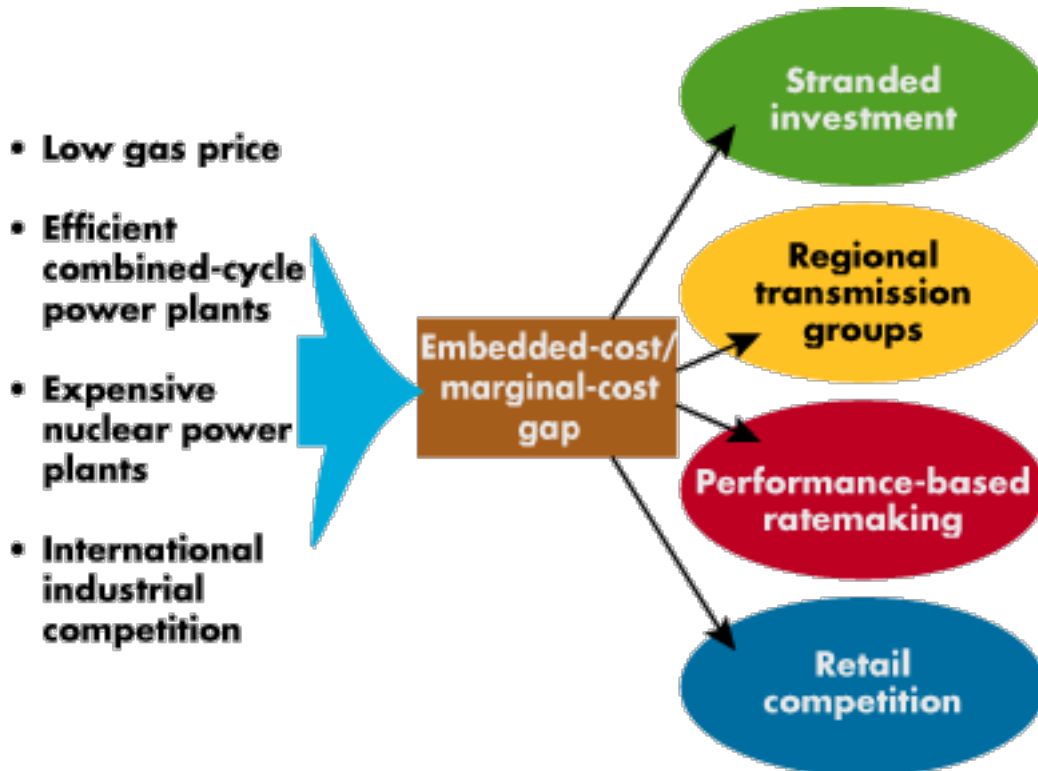 • Low gas price
• Efficient
combined-cycle
power plants
• Expensive
nuclear power
plants
• International
industrial
competition
Embedded-cost/
marginal-cost
gap
Stranded
investment
Regional
transmission
groups
Performance-based
ratemaking
Retail
competition